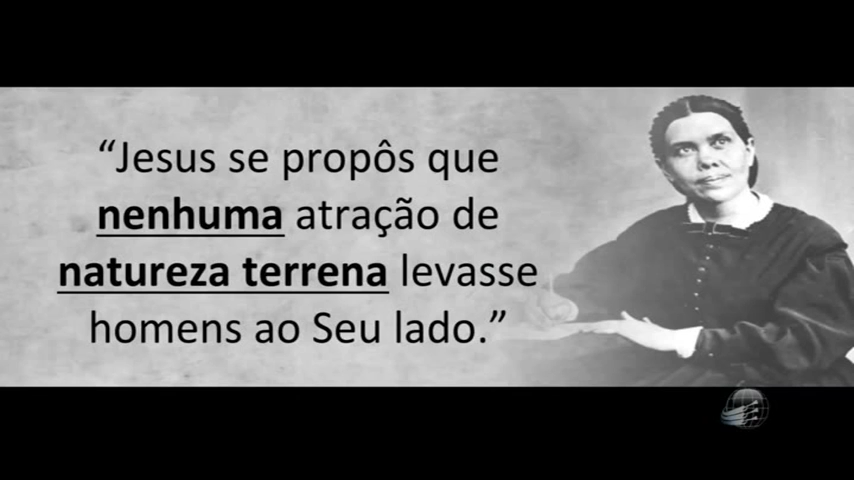 “Jesus se propôs que
nenhuma atração de
natureza terrena levasse
homens ao Seu lado.”